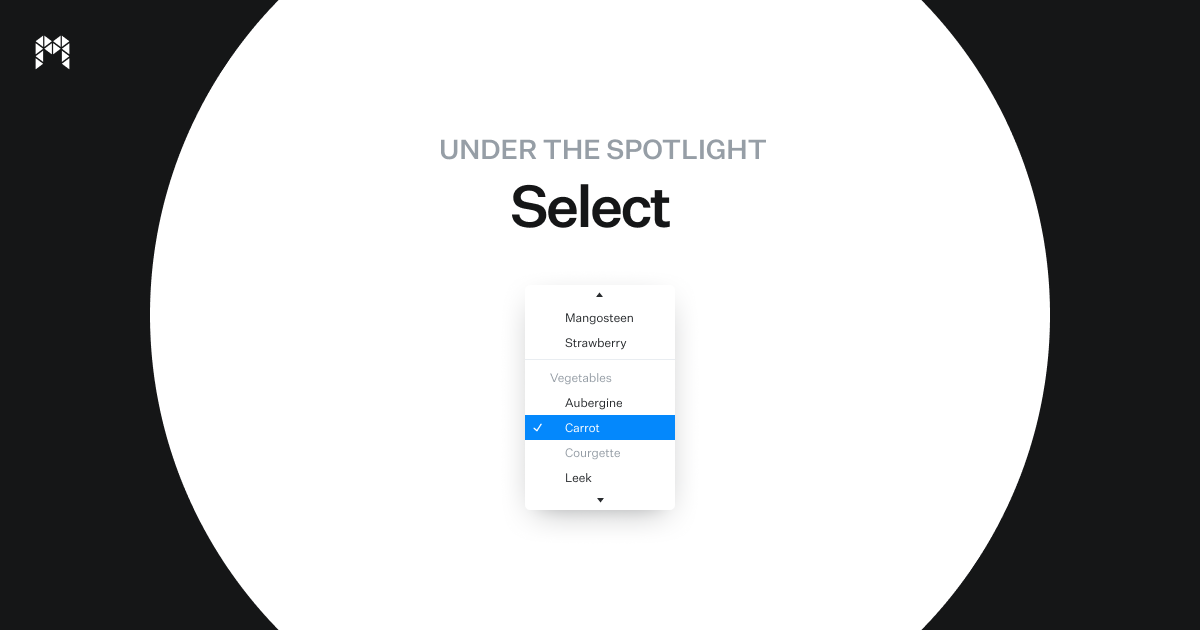 UNDER THE SPOTLIGHT
Select
Mangosteen
Strawberry
Vegetables
Aubergine
Carrot
Courgette
Leek